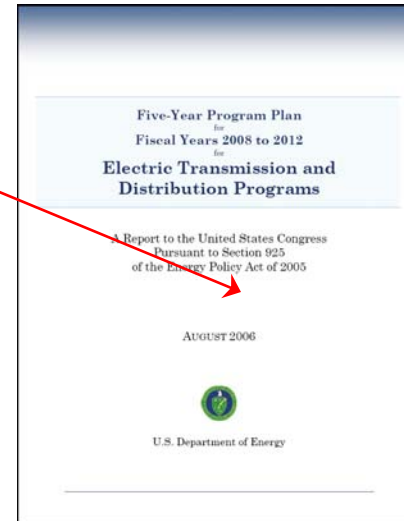 Five-Year Program Plan
for
Fiscal Years 2008 to 2012
for
Electric Transmission and
Distribution Programs
A Report to the United States Congress
Pursuant to Section 925
of the Energy Policy Act of 2005
AUGUST 2006
U.S. Department of Energy